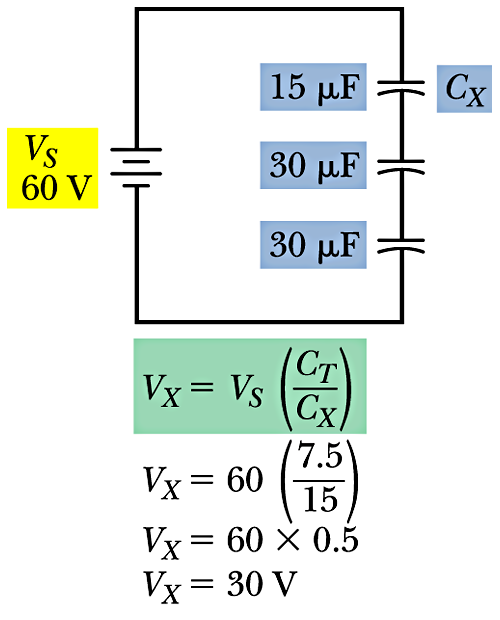 15 μF
C_X
V_S
60 V
30 μF
30 μF
V_X = V_S (C_T/C_X)
V_X = 60 (7.5/15)
V_X = 60 × 0.5
V_X = 30 V